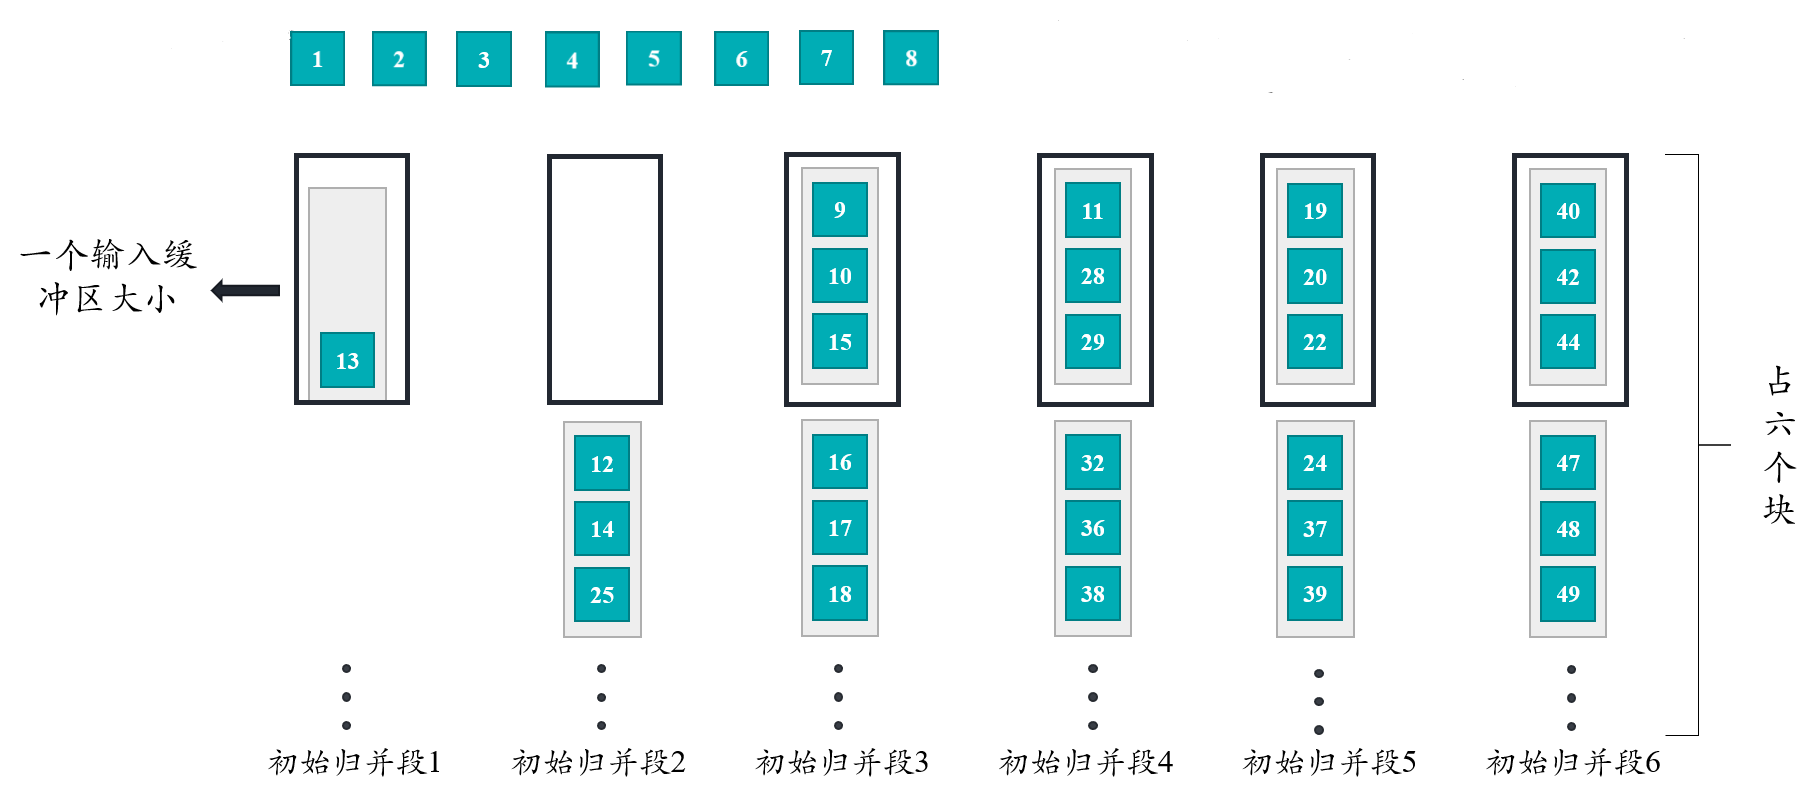 1 2 3 4 5 6 7 8
9 11 19 40
一个输入缓
冲区大小
10 28 20 42
13 15 29 22 44
占
六
个
块
12 16 32 24 47
14 17 36 37 48
25 18 38 39 49
初始归并段1 初始归并段2 初始归并段3 初始归并段4 初始归并段5 初始归并段6